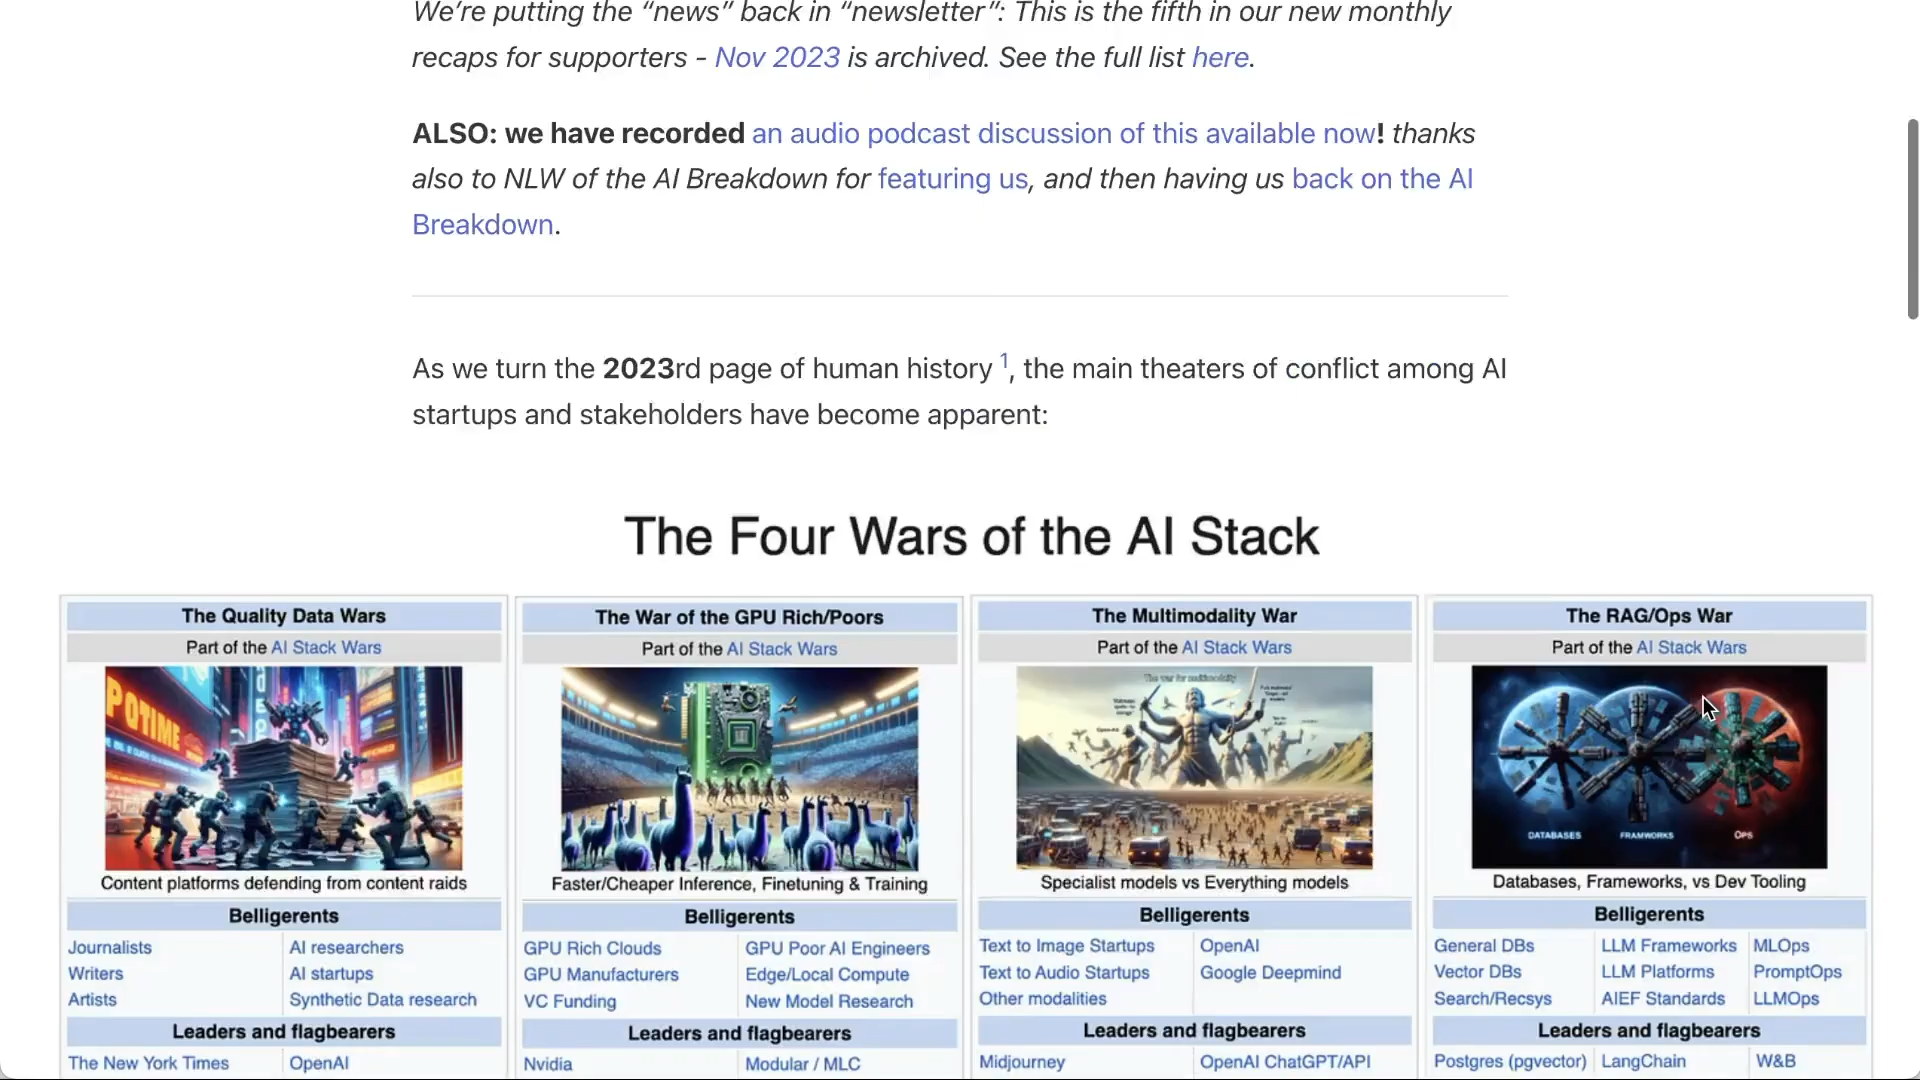 We're putting the “news” back in “newsletter”: This is the fifth in our new monthly
recaps for supporters - Nov 2023 is archived. See the full list here.
ALSO: we have recorded an audio podcast discussion of this available now! thanks
also to NLW of the AI Breakdown for featuring us, and then having us back on the AI
Breakdown.
As we turn the 2023rd page of human history 1, the main theaters of conflict among AI
startups and stakeholders have become apparent:
The Four Wars of the AI Stack
The Quality Data Wars
Part of the AI Stack Wars
POTIME
Content platforms defending from content raids
Belligerents
Journalists AI researchers
Writers AI startups
Artists Synthetic Data research
Leaders and flagbearers
The New York Times OpenAI
The War of the GPU Rich/Poors
Part of the AI Stack Wars
Faster/Cheaper Inference, Finetuning & Training
Belligerents
GPU Rich Clouds GPU Poor AI Engineers
GPU Manufacturers Edge/Local Compute
VC Funding New Model Research
Leaders and flagbearers
Nvidia Modular / MLC
The Multimodality War
Part of the AI Stack Wars
The war for multimodality
Specialist models vs Everything models
Belligerents
Text to Image Startups OpenAI
Text to Audio Startups Google Deepmind
Other modalities
Leaders and flagbearers
Midjourney OpenAI ChatGPT/API
The RAG/Ops War
Part of the AI Stack Wars
DATABASES FRAMWORKS OPS
Databases, Frameworks, vs Dev Tooling
Belligerents
General DBs LLM Frameworks MLOps
Vector DBs LLM Platforms PromptOps
Search/Recsys AIEF Standards LLMOps
Leaders and flagbearers
Postgres (pgvector) LangChain W&B